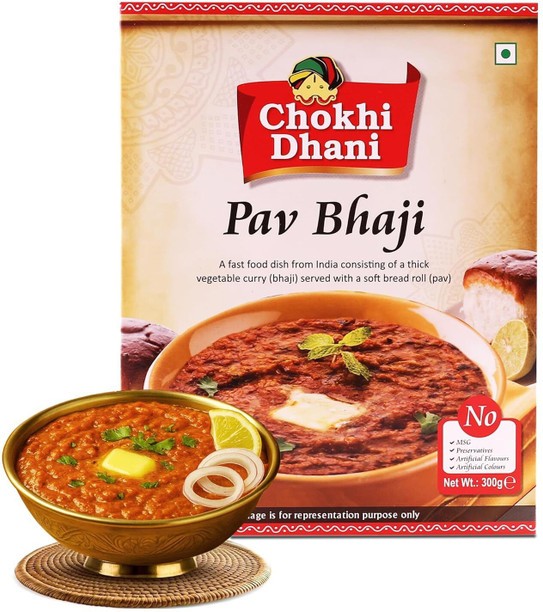 Chokhi
Dhani
Pav Bhaji
A fast food dish from India consisting of a thick
vegetable curry (bhaji) served with a soft bread roll (pav)
No
✓ MSG
✓ Preservatives
✓ Artificial Flavours
✓ Artificial Colours
Net Wt.: 300g℮
age is for representation purpose only